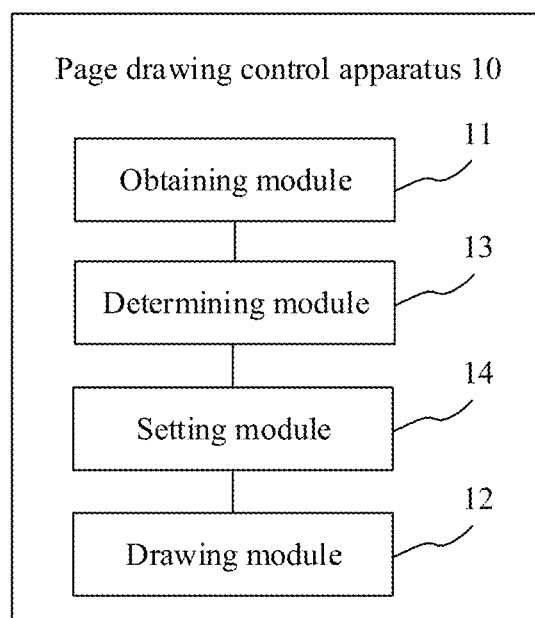 Page drawing control apparatus 10
11
Obtaining module
13
Determining module
14
Setting module
12
Drawing module